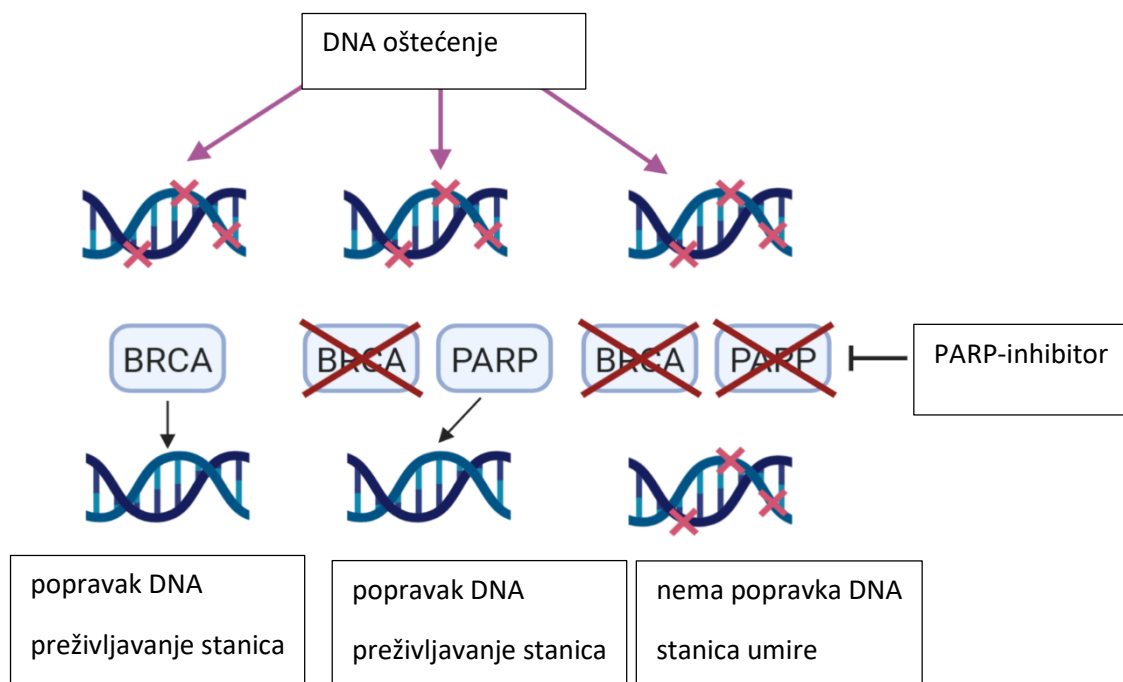 DNA oštećenje
BRCA
BRCA
PARP
BRCA
PARP
PARP-inhibitor
popravak DNA
preživljavanje stanica
popravak DNA
preživljavanje stanica
nema popravka DNA
stanica umire